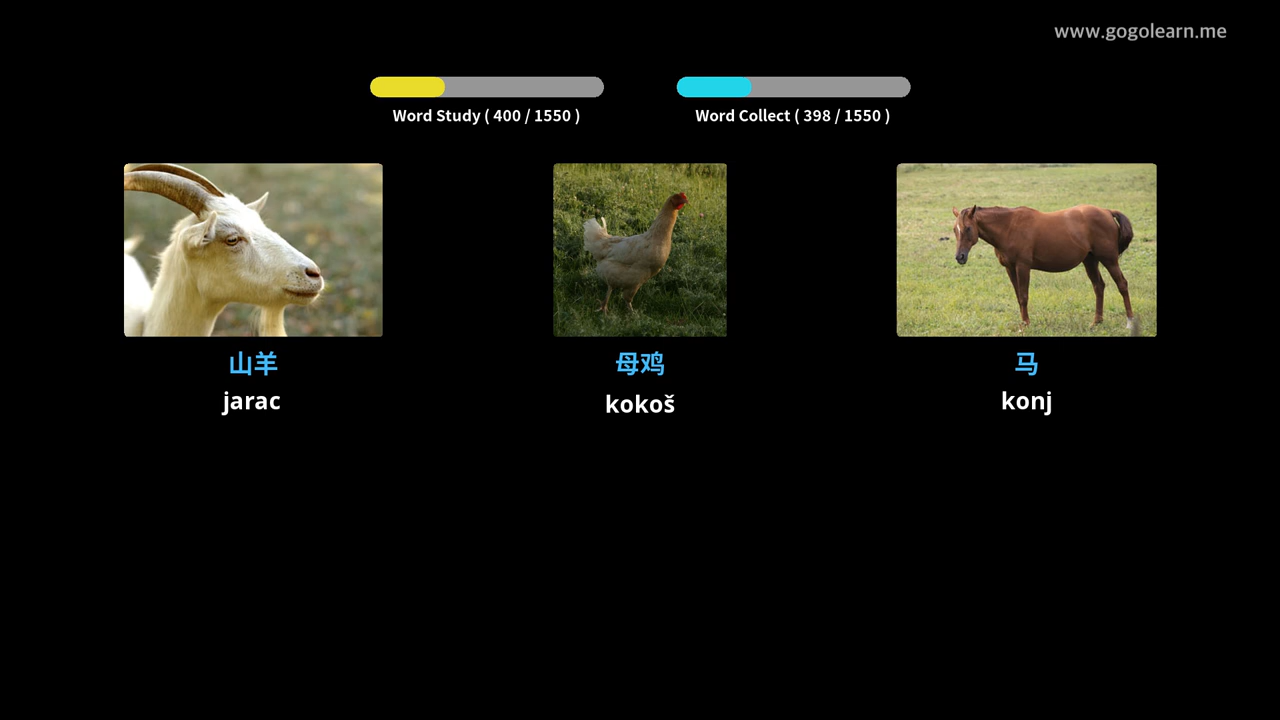 www.gogolearn.me
Word Study ( 400 / 1550 )
Word Collect ( 398 / 1550 )
山羊
jarac
母鸡
kokoš
马
konj